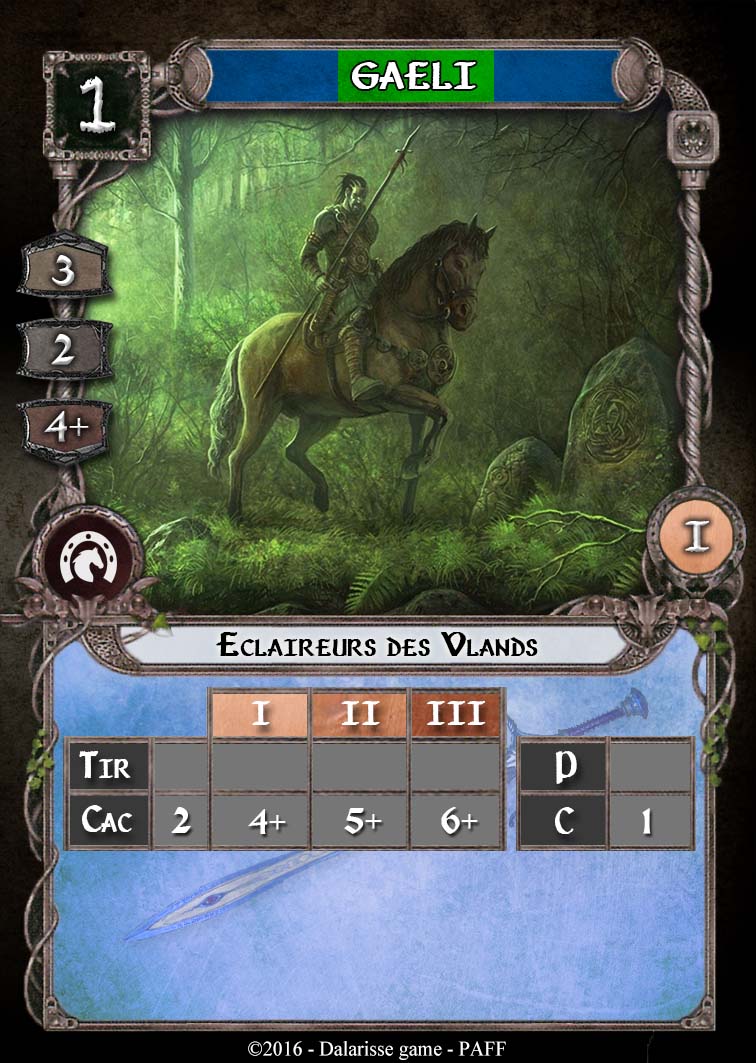 1
GAELI
3
2
4+
I
Eclaireurs des Vlands
I II III
Tir
D
Cac 2 4+ 5+ 6+
C 1
©2016 - Dalarisse game - PAFF